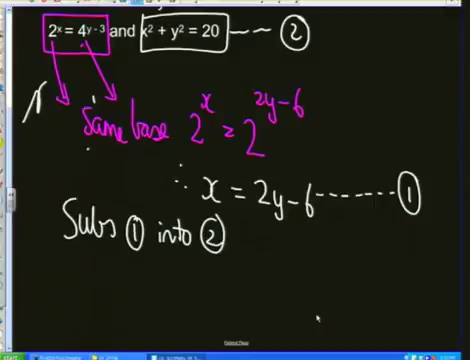 2ˣ = 4ʸ⁻³ and x² + y² = 20 ----- ②
Same base 2ˣ = 2²ʸ⁻⁶
∴ x = 2y-6 -------- ①
Subs ① into ②
start